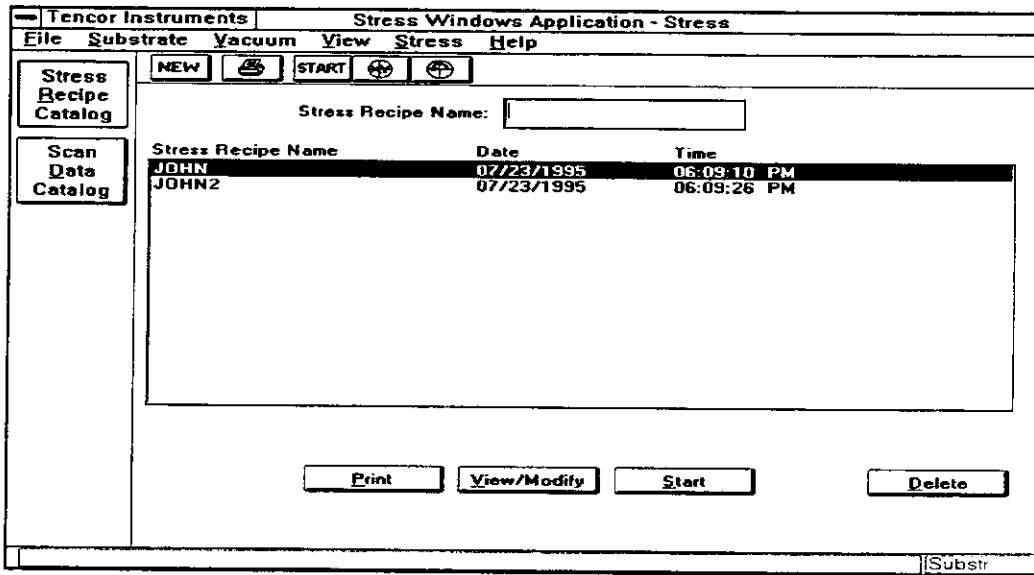 Tencor Instruments Stress Windows Application - Stress
File Substrate Vacuum View Stress Help
NEW START
Stress Recipe Catalog
Scan Data Catalog
Stress Recipe Name:
Stress Recipe Name Date Time
JOHN 07/23/1995 06:09:10 PM
JOHN2 07/23/1995 06:09:26 PM
Print View/Modify Start Delete
Substr